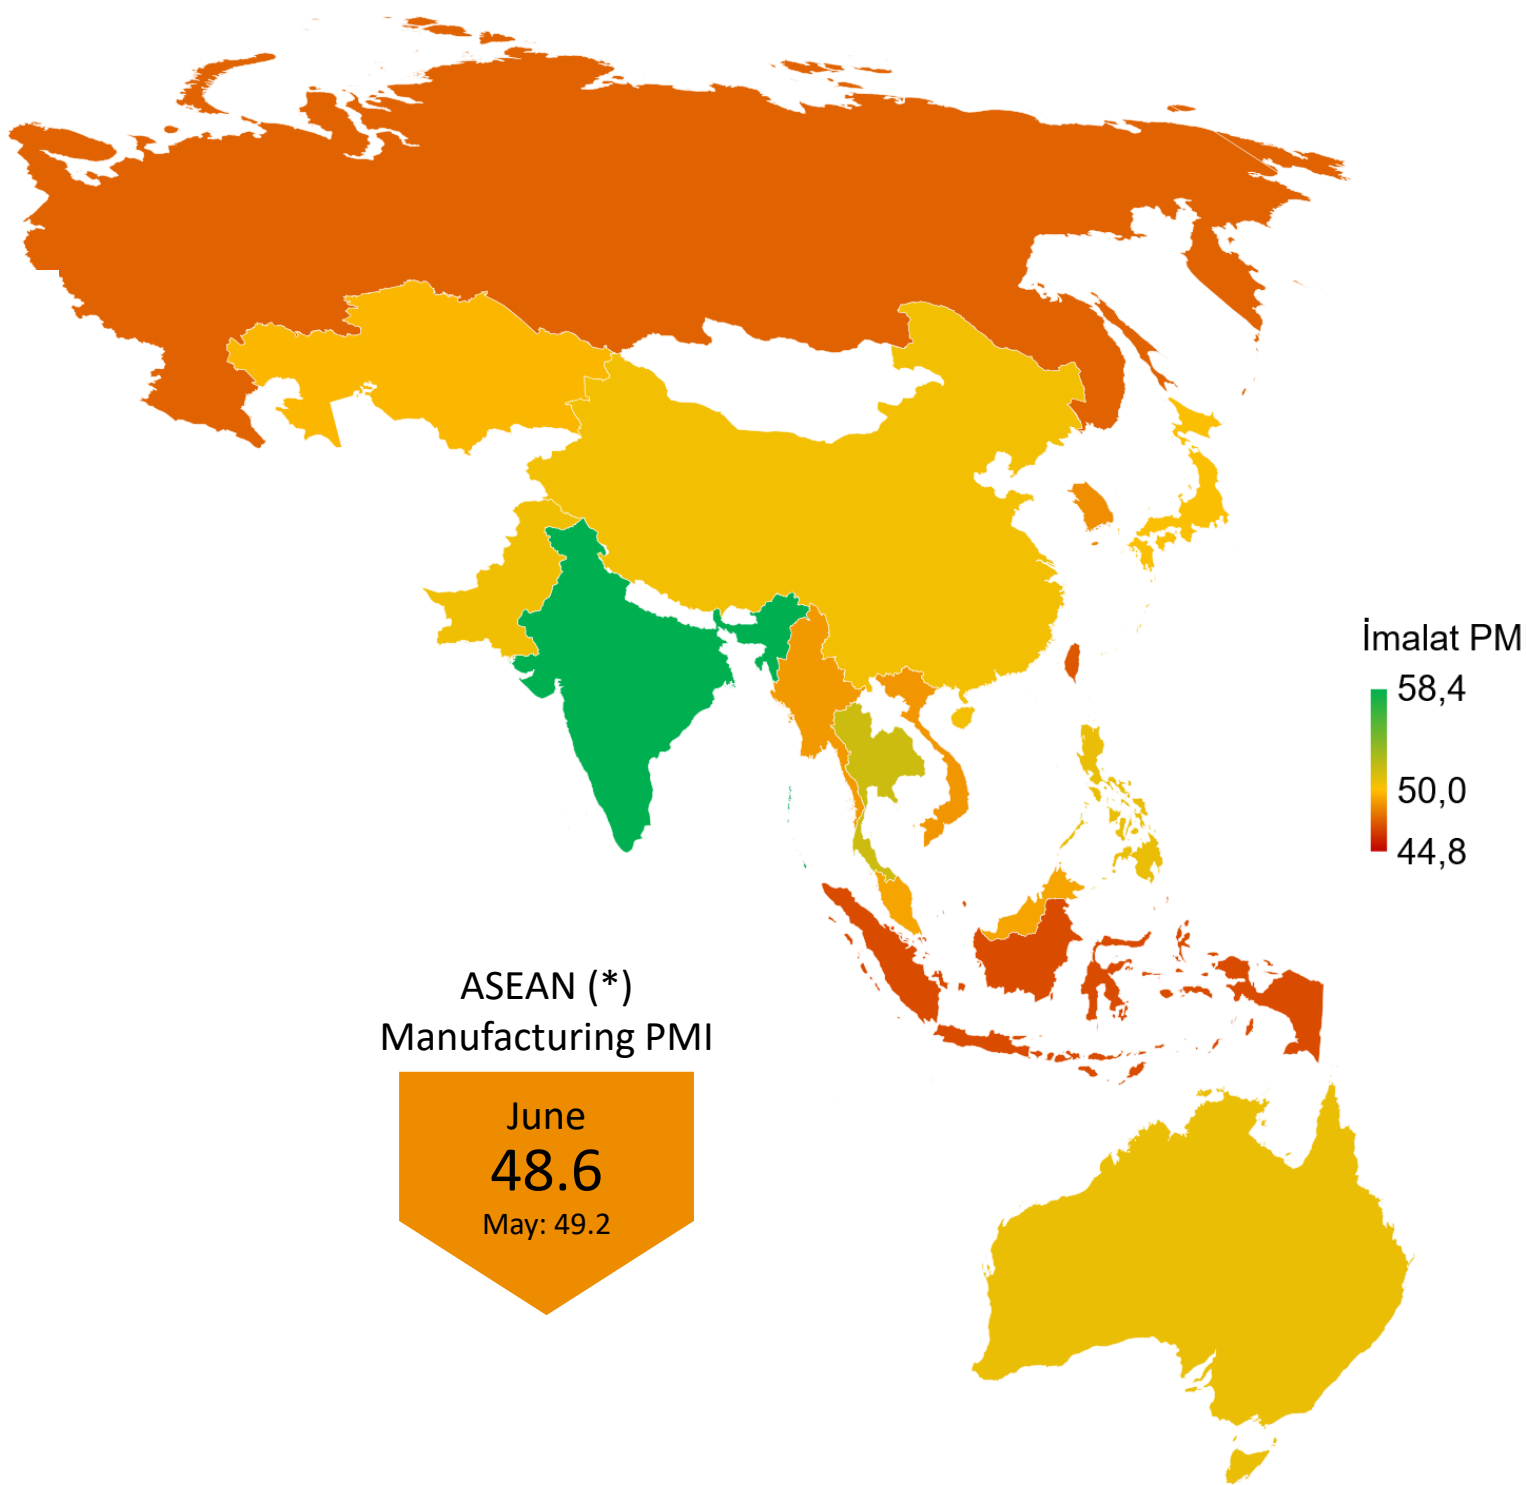 İmalat PM
58,4
50,0
44,8
ASEAN (*)
Manufacturing PMI
June
48.6
May: 49.2